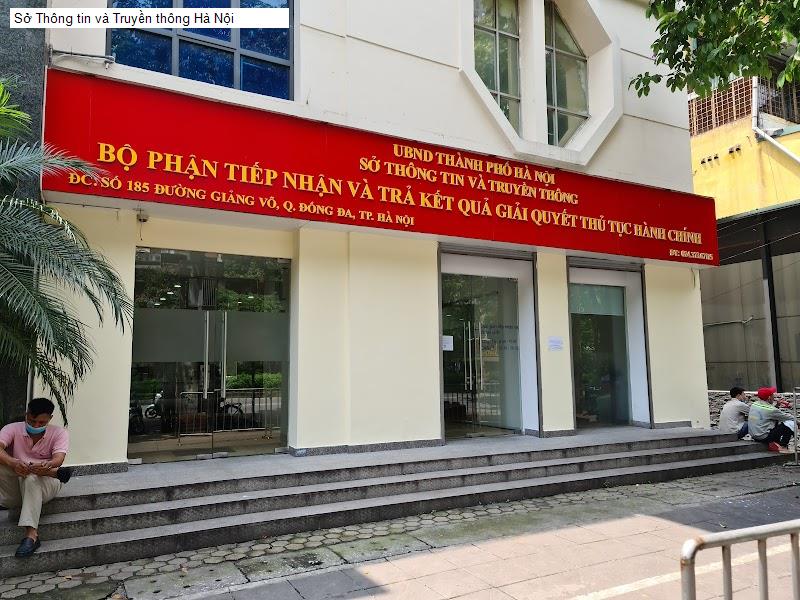 Sở Thông tin và Truyền thông Hà Nội
UBND THÀNH PHỐ HÀ NỘI
SỞ THÔNG TIN VÀ TRUYỀN THÔNG
BỘ PHẬN TIẾP NHẬN VÀ TRẢ KẾT QUẢ GIẢI QUYẾT THỦ TỤC HÀNH CHÍNH
ĐC: SỐ 185 ĐƯỜNG GIẢNG VÕ, Q. ĐỐNG ĐA, TP. HÀ NỘI